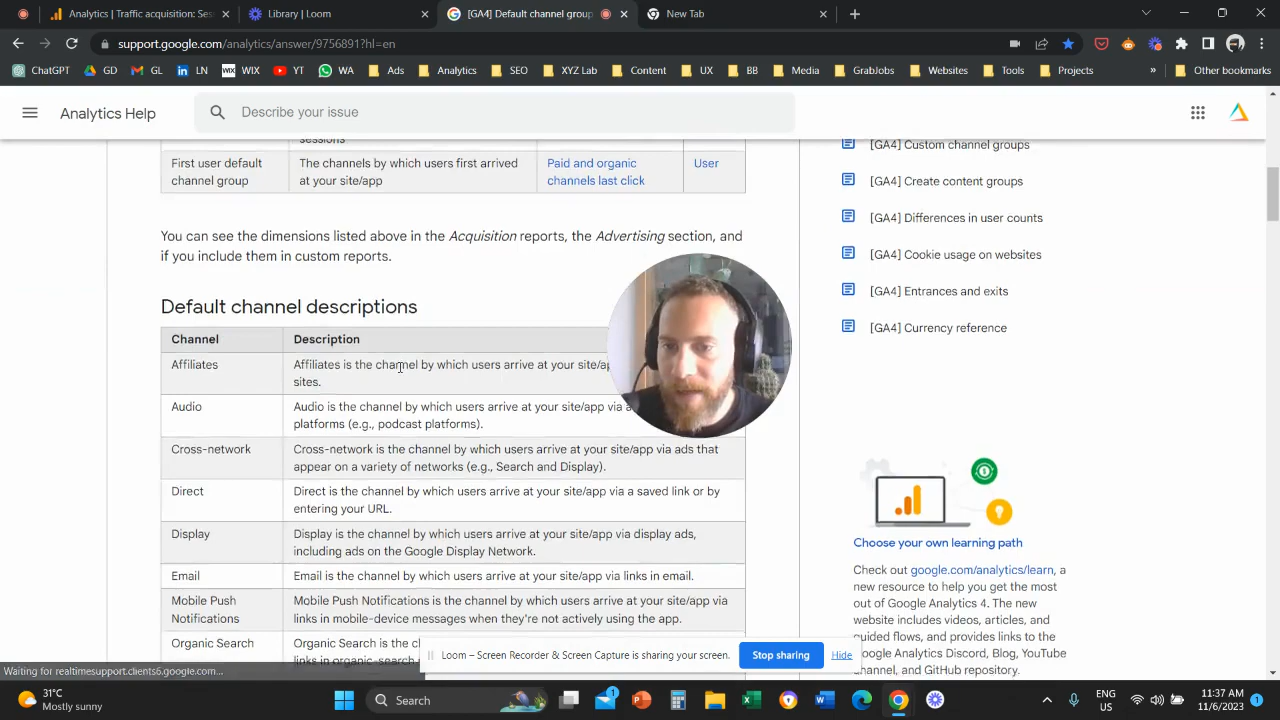 Analytics | Traffic acquisition: Ses
Library | Loom
[GA4] Default channel group
New Tab
support.google.com/analytics/answer/9756891?hl=en
ChatGPT
GD
GL
LN
WIX
WIX
YT
WA
Ads
Analytics
SEO
XYZ Lab
Content
UX
BB
Media
GrabJobs
Websites
Tools
Projects
»
Other bookmarks
Analytics Help
Describe your issue
sessions
First user default
channel group
The channels by which users first arrived
at your site/app
Paid and organic
channels last click
User
You can see the dimensions listed above in the Acquisition reports, the Advertising section, and
if you include them in custom reports.
Default channel descriptions
Channel
Description
Affiliates
Affiliates is the channel by which users arrive at your site/
sites.
Audio
Audio is the channel by which users arrive at your site/app via
platforms (e.g., podcast platforms).
Cross-network
Cross-network is the channel by which users arrive at your site/app via ads that
appear on a variety of networks (e.g., Search and Display).
Direct
Direct is the channel by which users arrive at your site/app via a saved link or by
entering your URL.
Display
Display is the channel by which users arrive at your site/app via display ads,
including ads on the Google Display Network.
Email
Email is the channel by which users arrive at your site/app via links in email.
Mobile Push
Notifications
Mobile Push Notifications is the channel by which users arrive at your site/app via
links in mobile-device messages when they're not actively using the app.
Organic Search
Organic Search is the
links in organic-search
[GA4] Custom channel groups
[GA4] Create content groups
[GA4] Differences in user counts
[GA4] Cookie usage on websites
[GA4] Entrances and exits
[GA4] Currency reference
Choose your own learning path
Check out google.com/analytics/learn, a
new resource to help you get the most
out of Google Analytics 4. The new
website includes videos, articles, and
guided flows, and provides links to the
Google Analytics Discord, Blog, YouTube
channel, and GitHub repository.
Loom – Screen Recorder & Screen Capture is sharing your screen.
Stop sharing
Hide
Waiting for realtimesupport.clients6.google.com...
31°C
Mostly sunny
Search
1
ENG
US
11:37 AM
11/6/2023